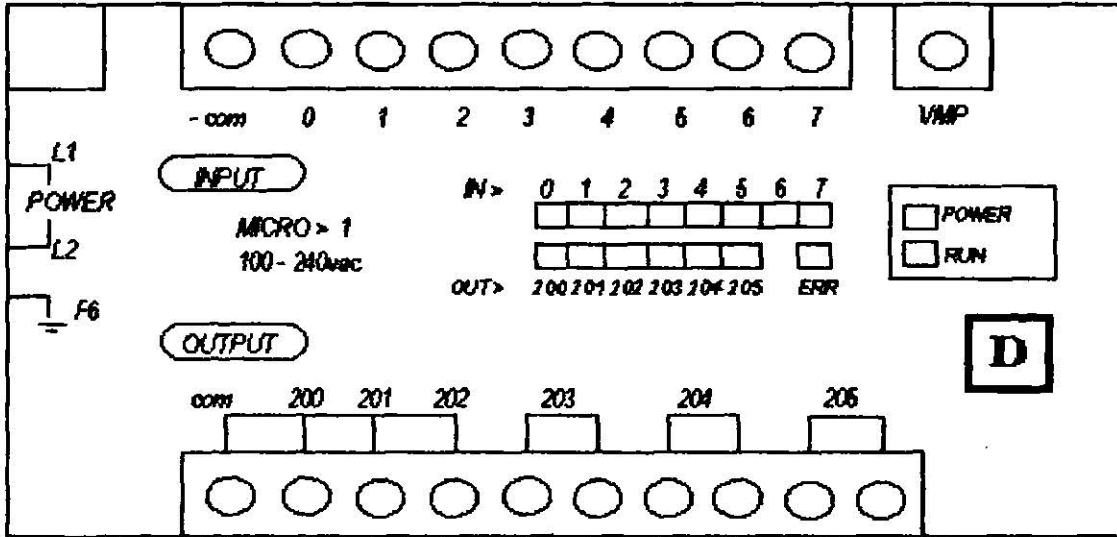 - com 0 1 2 3 4 5 6 7 VMP
L1
POWER
L2
F6
INPUT
MICRO > 1
100 - 240vac
IN > 0 1 2 3 4 5 6 7
OUT > 200 201 202 203 204 205 ERR
POWER
RUN
D
OUTPUT
com 200 201 202 203 204 205